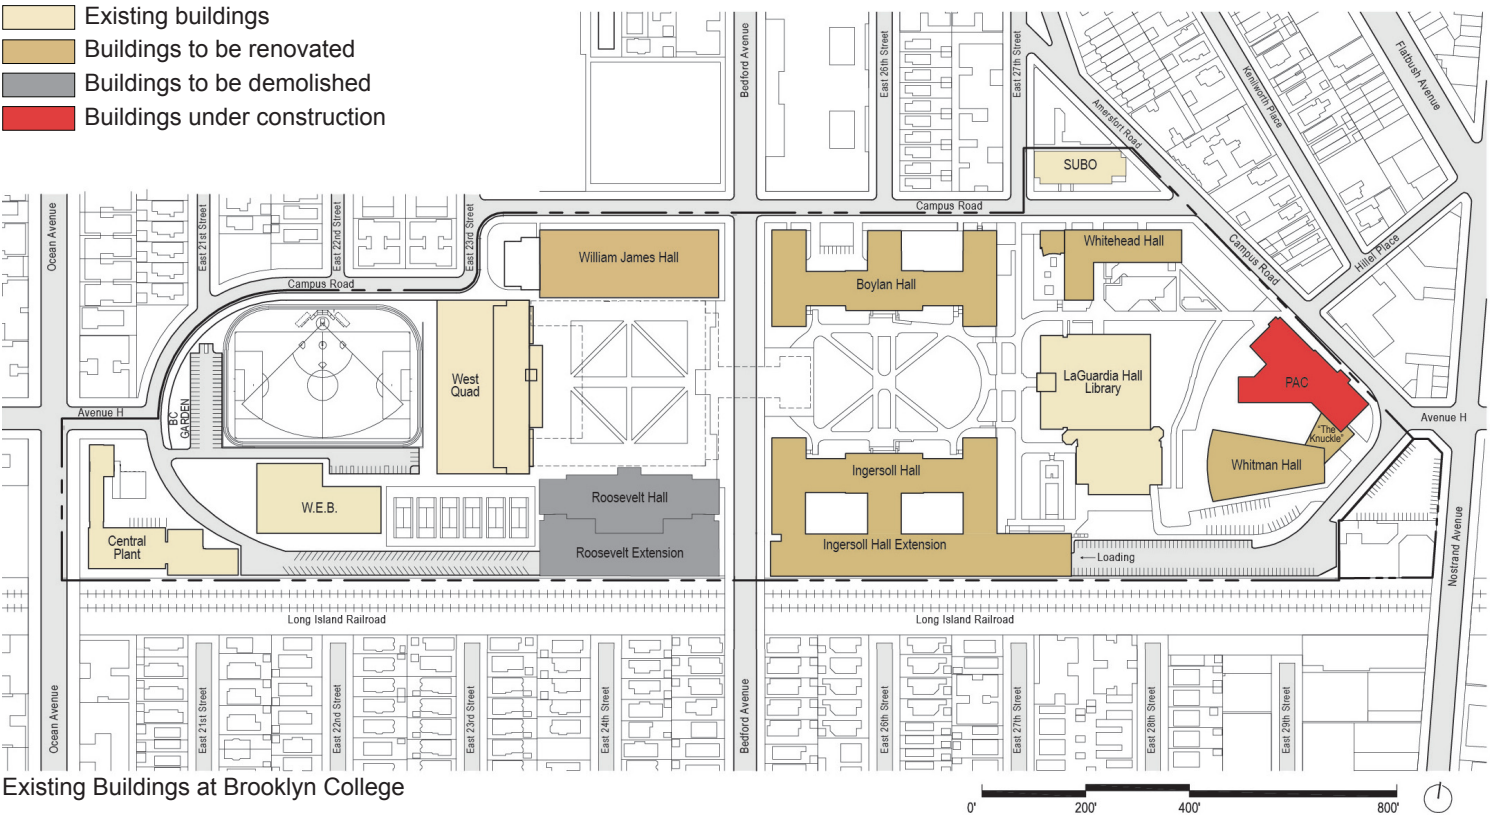 Existing buildings
Buildings to be renovated
Buildings to be demolished
Buildings under construction
Bedford Avenue
East 26th Street
East 27th Street
Kenilworth Place
Flatbush Avenue
Amersfort Road
SUBO
Ocean Avenue
East 21st Street
East 22nd Street
East 23rd Street
Campus Road
Campus Road
Campus Road
Hillel Place
William James Hall
Boylan Hall
Whitehead Hall
West
Quad
LaGuardia Hall
Library
PAC
"The
Knuckle"
Whitman Hall
Avenue H
Avenue H
BC
GARDEN
W.E.B.
Central
Plant
Roosevelt Hall
Roosevelt Extension
Ingersoll Hall
Ingersoll Hall Extension
Loading
Nostrand Avenue
Long Island Railroad
Long Island Railroad
Ocean Avenue
East 21st Street
East 22nd Street
East 23rd Street
East 24th Street
Bedford Avenue
East 26th Street
East 27th Street
East 28th Street
East 29th Street
Existing Buildings at Brooklyn College
0' 200' 400' 800'